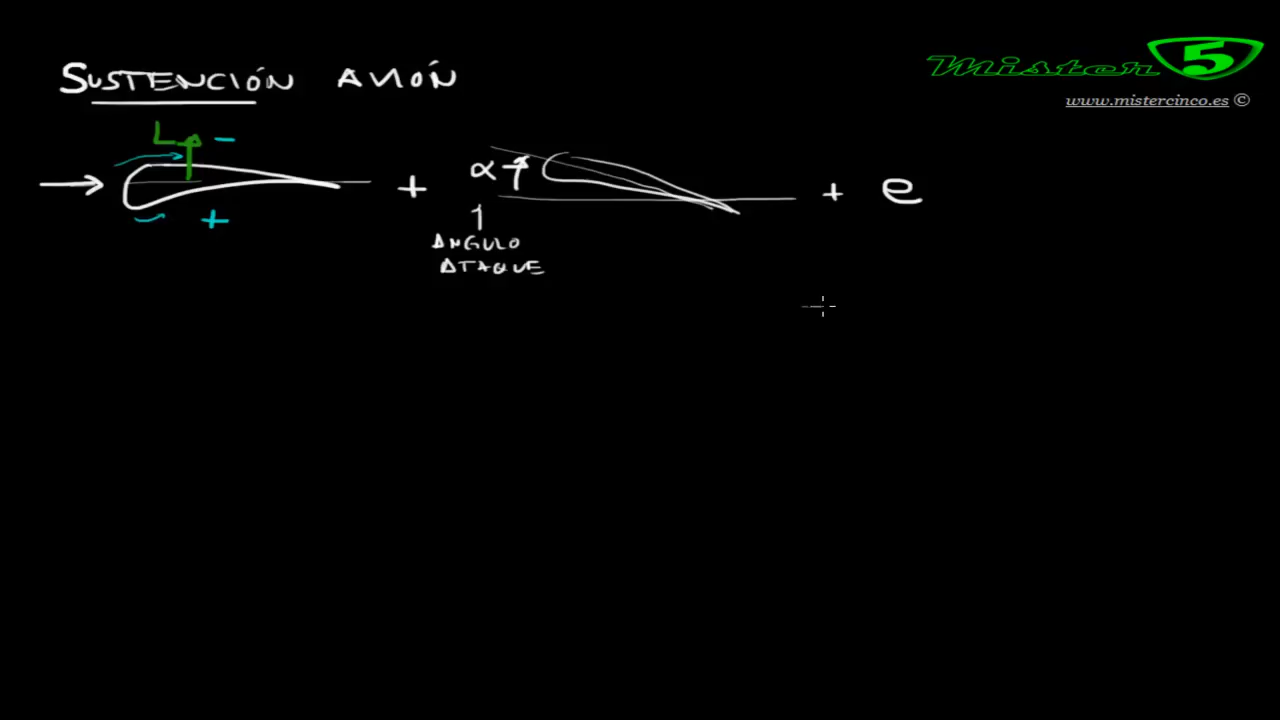 SUSTENCIÓN AVIÓN
Mister 5
www.mistercinco.es ©
L -
α
+ + e
+
ANGULO
ATAQUE